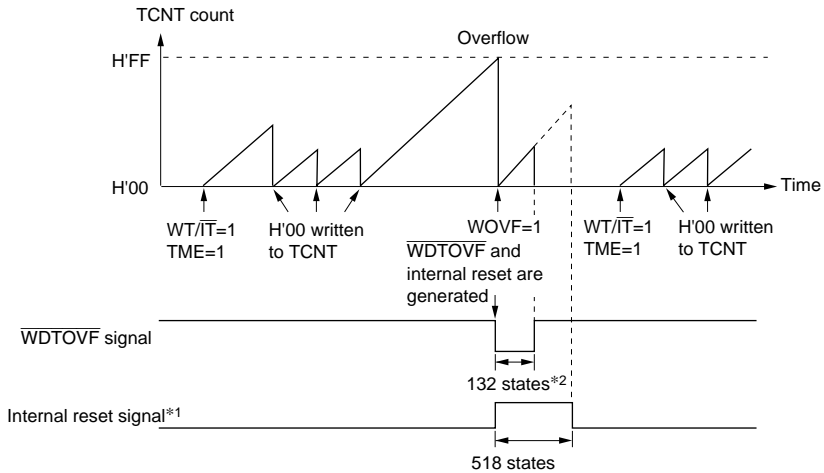 TCNT count
Overflow
H'FF
H'00
Time
WT/IT=1
TME=1
H'00 written
to TCNT
WOVF=1
WDTOVF and
internal reset are
generated
WT/IT=1
TME=1
H'00 written
to TCNT
WDTOVF signal
132 states*2
Internal reset signal*1
518 states